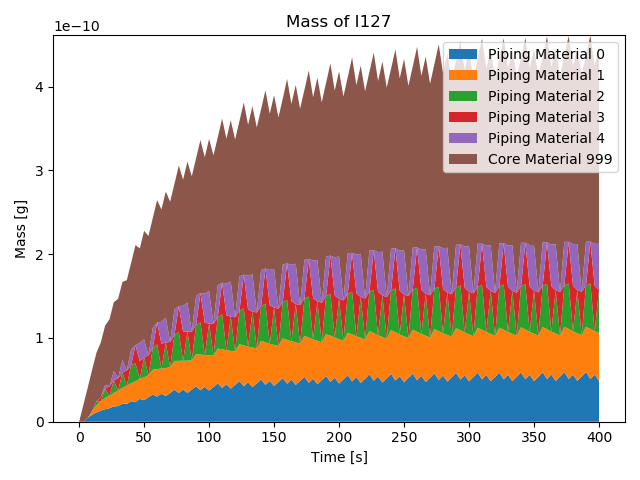 Mass of I127
1e−10
Piping Material 0
Piping Material 1
Piping Material 2
Piping Material 3
Piping Material 4
Core Material 999
Mass [g]
4
3
2
1
0
0 50 100 150 200 250 300 350 400
Time [s]